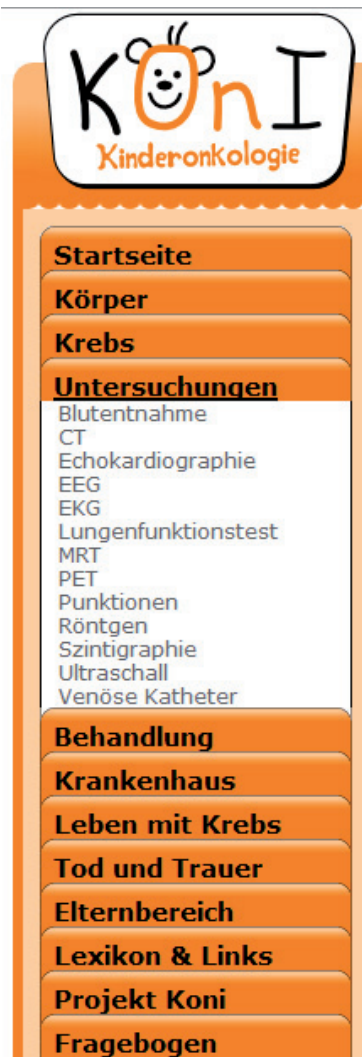 KOnI
Kinderonkologie
Startseite
Körper
Krebs
Untersuchungen
Blutentnahme
CT
Echokardiographie
EEG
EKG
Lungenfunktionstest
MRT
PET
Punktionen
Röntgen
Szintigraphie
Ultraschall
Venöse Katheter
Behandlung
Krankenhaus
Leben mit Krebs
Tod und Trauer
Elternbereich
Lexikon & Links
Projekt Koni
Fragebogen